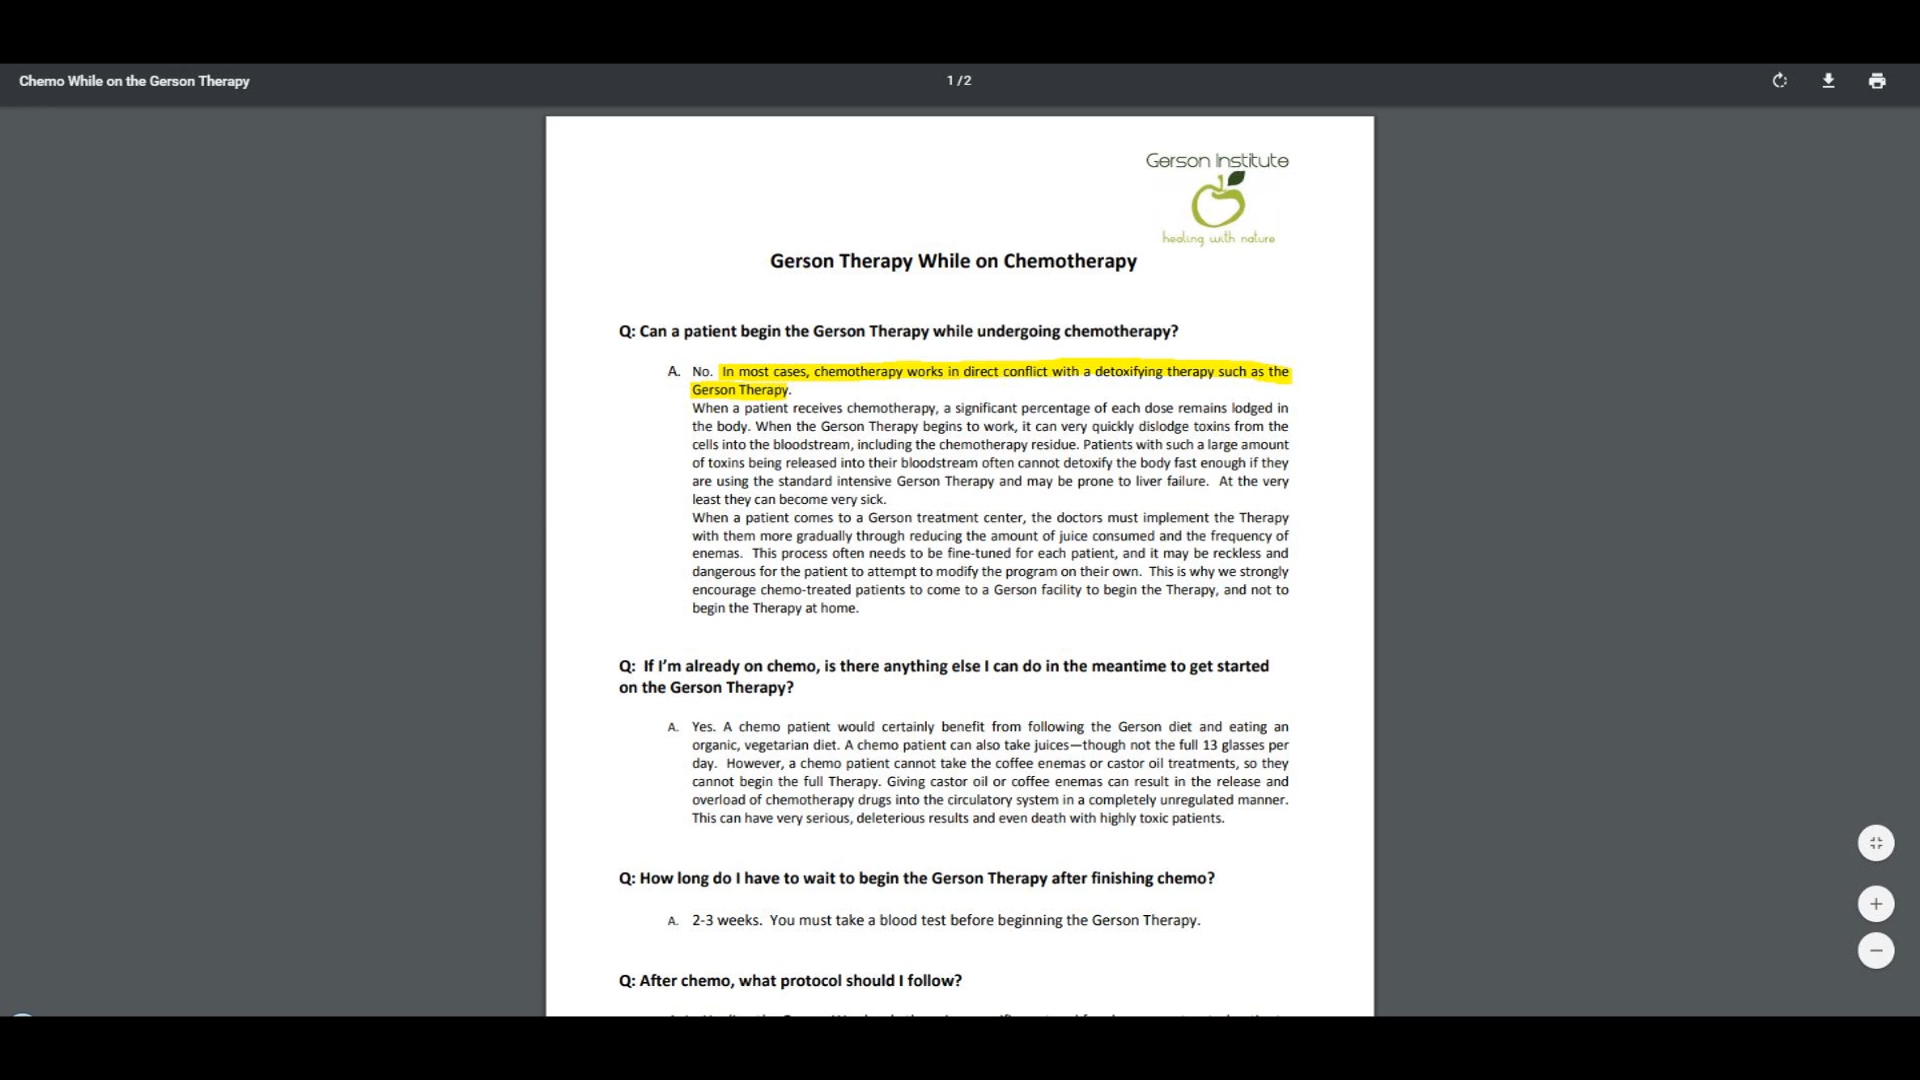 Chemo While on the Gerson Therapy
1 / 2
Gerson Institute
healing with nature
Gerson Therapy While on Chemotherapy
Q: Can a patient begin the Gerson Therapy while undergoing chemotherapy?
A. No. In most cases, chemotherapy works in direct conflict with a detoxifying therapy such as the
Gerson Therapy.
When a patient receives chemotherapy, a significant percentage of each dose remains lodged in
the body. When the Gerson Therapy begins to work, it can very quickly dislodge toxins from the
cells into the bloodstream, including the chemotherapy residue. Patients with such a large amount
of toxins being released into their bloodstream often cannot detoxify the body fast enough if they
are using the standard intensive Gerson Therapy and may be prone to liver failure. At the very
least they can become very sick.
When a patient comes to a Gerson treatment center, the doctors must implement the Therapy
with them more gradually through reducing the amount of juice consumed and the frequency of
enemas. This process often needs to be fine-tuned for each patient, and it may be reckless and
dangerous for the patient to attempt to modify the program on their own. This is why we strongly
encourage chemo-treated patients to come to a Gerson facility to begin the Therapy, and not to
begin the Therapy at home.
Q: If I’m already on chemo, is there anything else I can do in the meantime to get started
on the Gerson Therapy?
A. Yes. A chemo patient would certainly benefit from following the Gerson diet and eating an
organic, vegetarian diet. A chemo patient can also take juices—though not the full 13 glasses per
day. However, a chemo patient cannot take the coffee enemas or castor oil treatments, so they
cannot begin the full Therapy. Giving castor oil or coffee enemas can result in the release and
overload of chemotherapy drugs into the circulatory system in a completely unregulated manner.
This can have very serious, deleterious results and even death with highly toxic patients.
Q: How long do I have to wait to begin the Gerson Therapy after finishing chemo?
A. 2-3 weeks. You must take a blood test before beginning the Gerson Therapy.
Q: After chemo, what protocol should I follow?